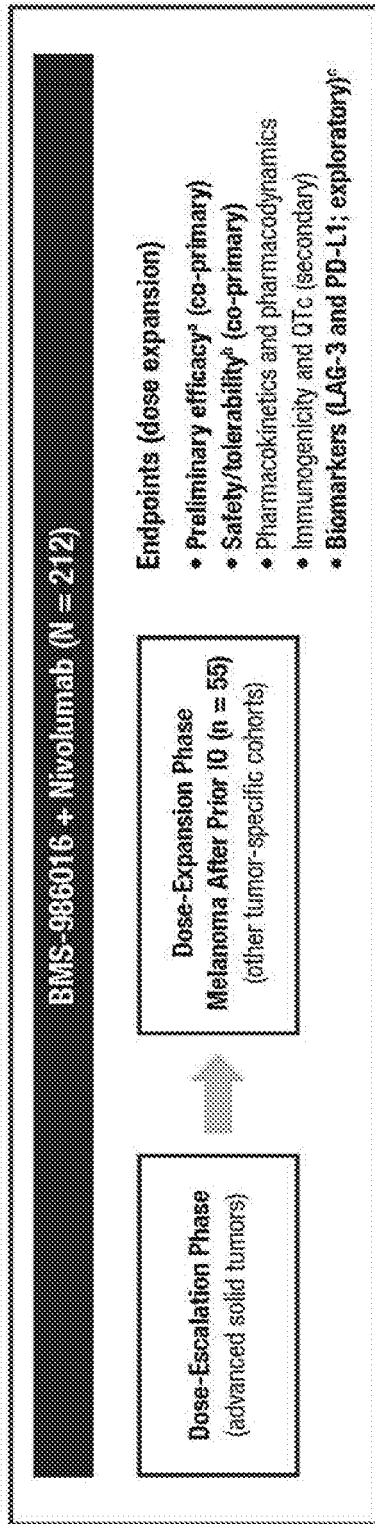 BMS-986016 + Nivolumab (N = 212)
Dose-Escalation Phase
(advanced solid tumors)
Dose-Expansion Phase
Melanoma After Prior IO (n = 55)
(other tumor-specific cohorts)
Endpoints (dose expansion)
• Preliminary efficacyᵃ (co-primary)
• Safety/tolerabilityᵇ (co-primary)
• Pharmacokinetics and pharmacodynamics
• Immunogenicity and QTc (secondary)
• Biomarkers (LAG-3 and PD-L1; exploratory)ᶜ